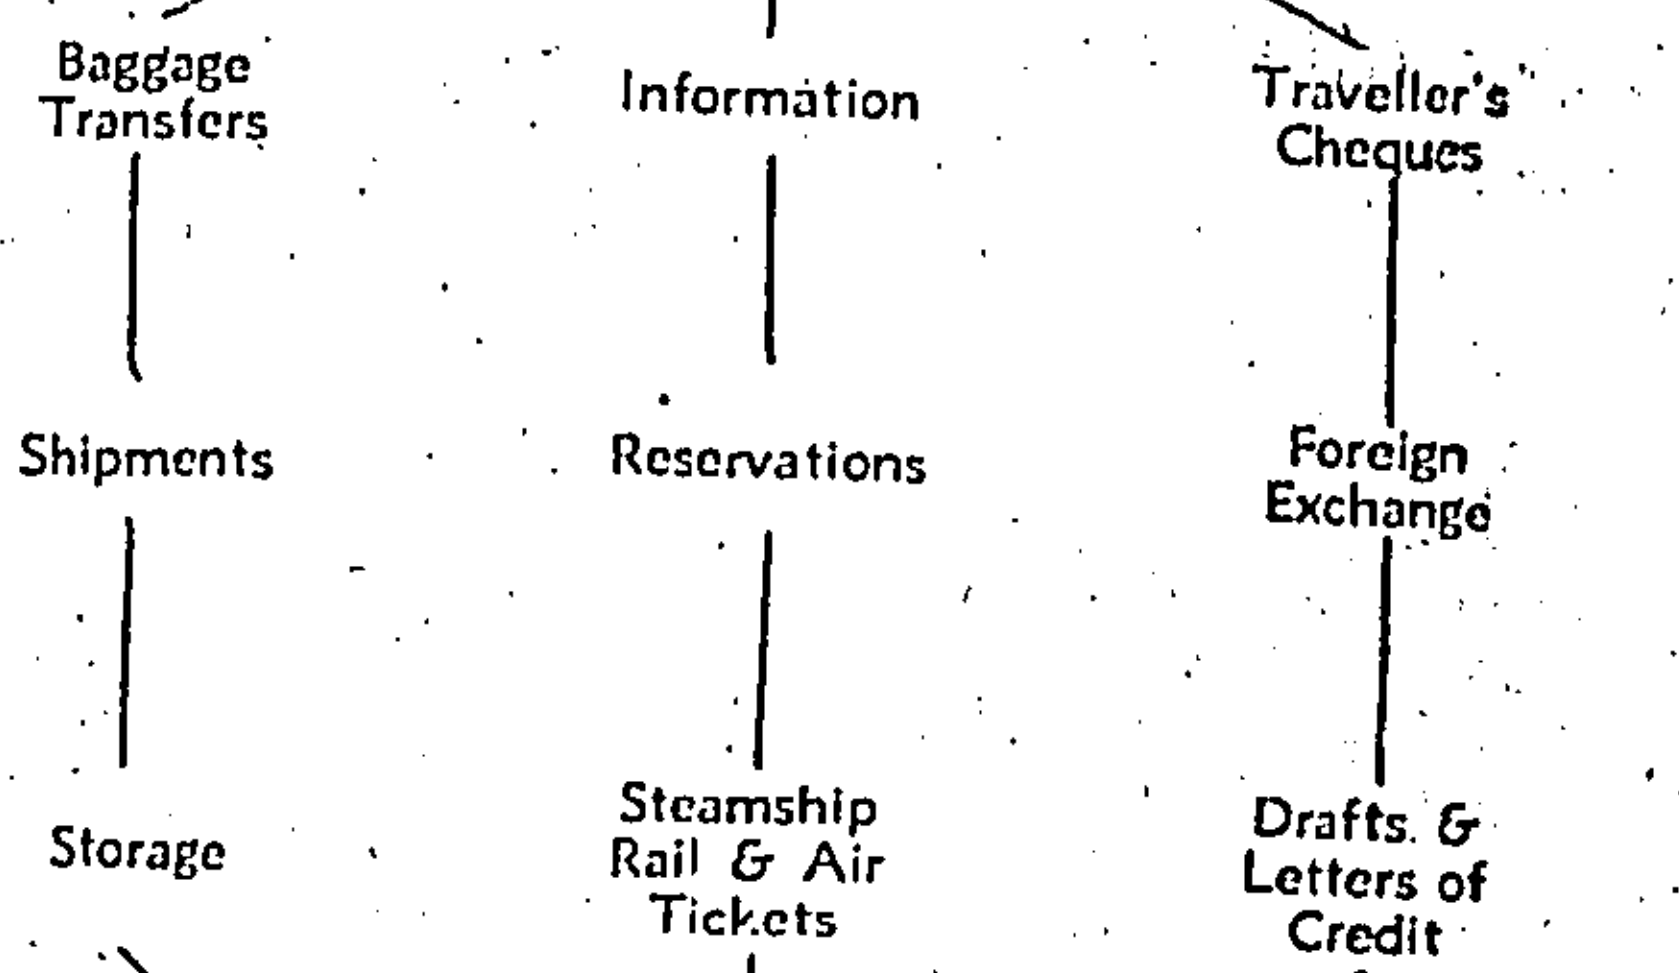 Baggage
Transfers
Information
Traveller's
Cheques
Shipments
Reservations
Foreign
Exchange
Storage
Steamship
Rail & Air
Tickets
Drafts &
Letters of
Credit